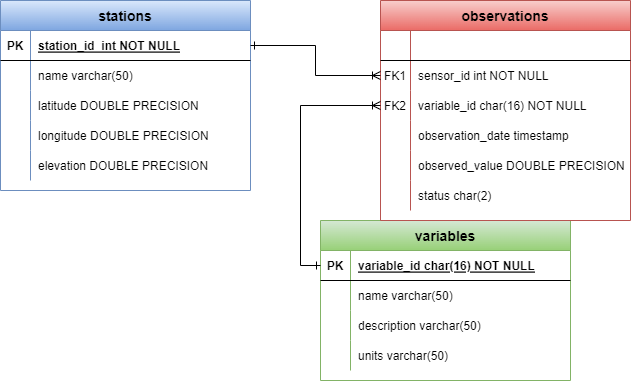 stations
PK station_id int NOT NULL
name varchar(50)
latitude DOUBLE PRECISION
longitude DOUBLE PRECISION
elevation DOUBLE PRECISION
observations
FK1 sensor_id int NOT NULL
FK2 variable_id char(16) NOT NULL
observation_date timestamp
observed_value DOUBLE PRECISION
status char(2)
variables
PK variable_id char(16) NOT NULL
name varchar(50)
description varchar(50)
units varchar(50)